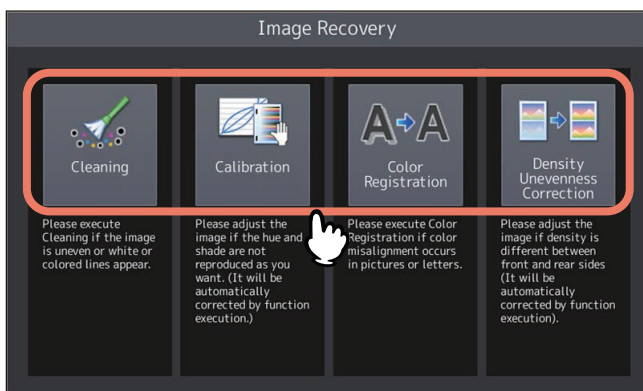 Image Recovery
Cleaning
Please execute
Cleaning if the image
is uneven or white or
colored lines appear.
Calibration
Please adjust the
image if the hue and
shade are not
reproduced as you
want. (It will be
automatically
corrected by function
execution.)
Color
Registration
Please execute Color
Registration if color
misalignment occurs
in pictures or letters.
Density
Unevenness
Correction
Please adjust the
image if density is
different between
front and rear sides
(It will be
automatically
corrected by function
execution).